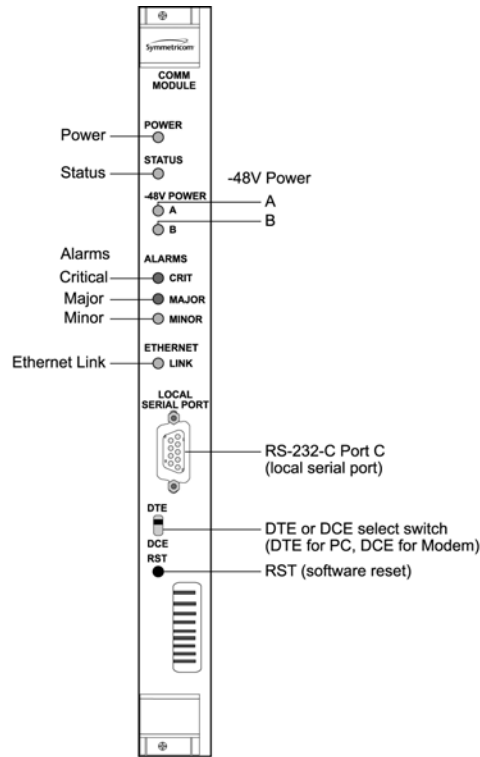 Symmetricom
COMM
MODULE
Power
POWER
Status
STATUS
-48V Power
-48V POWER
A
A
B
B
Alarms
ALARMS
Critical
CRIT
Major
MAJOR
Minor
MINOR
ETHERNET
Ethernet Link
LINK
LOCAL
SERIAL PORT
RS-232-C Port C
(local serial port)
DTE
DTE or DCE select switch
(DTE for PC, DCE for Modem)
DCE
RST
RST (software reset)